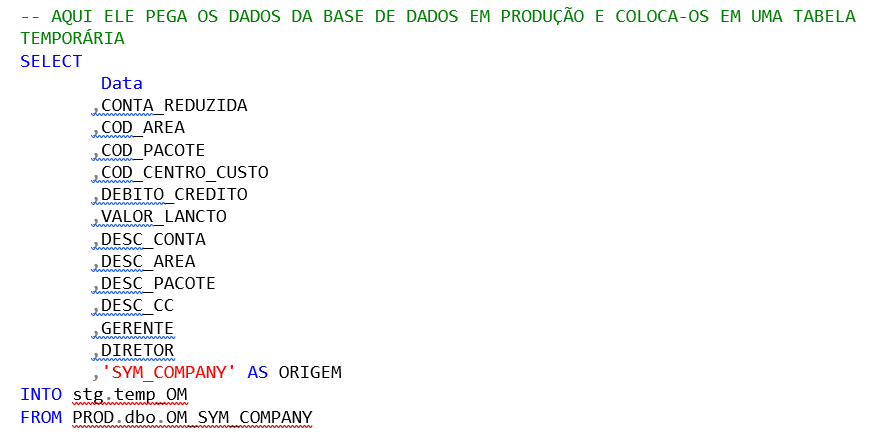 -- AQUI ELE PEGA OS DADOS DA BASE DE DADOS EM PRODUÇÃO E COLOCA-OS EM UMA TABELA
TEMPORÁRIA
SELECT
Data
,CONTA_REDUZIDA
,COD_AREA
,COD_PACOTE
,COD_CENTRO_CUSTO
,DEBITO_CREDITO
,VALOR_LANCTO
,DESC_CONTA
,DESC_AREA
,DESC_PACOTE
,DESC_CC
,GERENTE
,DIRETOR
,'SYM_COMPANY' AS ORIGEM
INTO stg.temp_OM
FROM PROD.dbo.OM_SYM_COMPANY